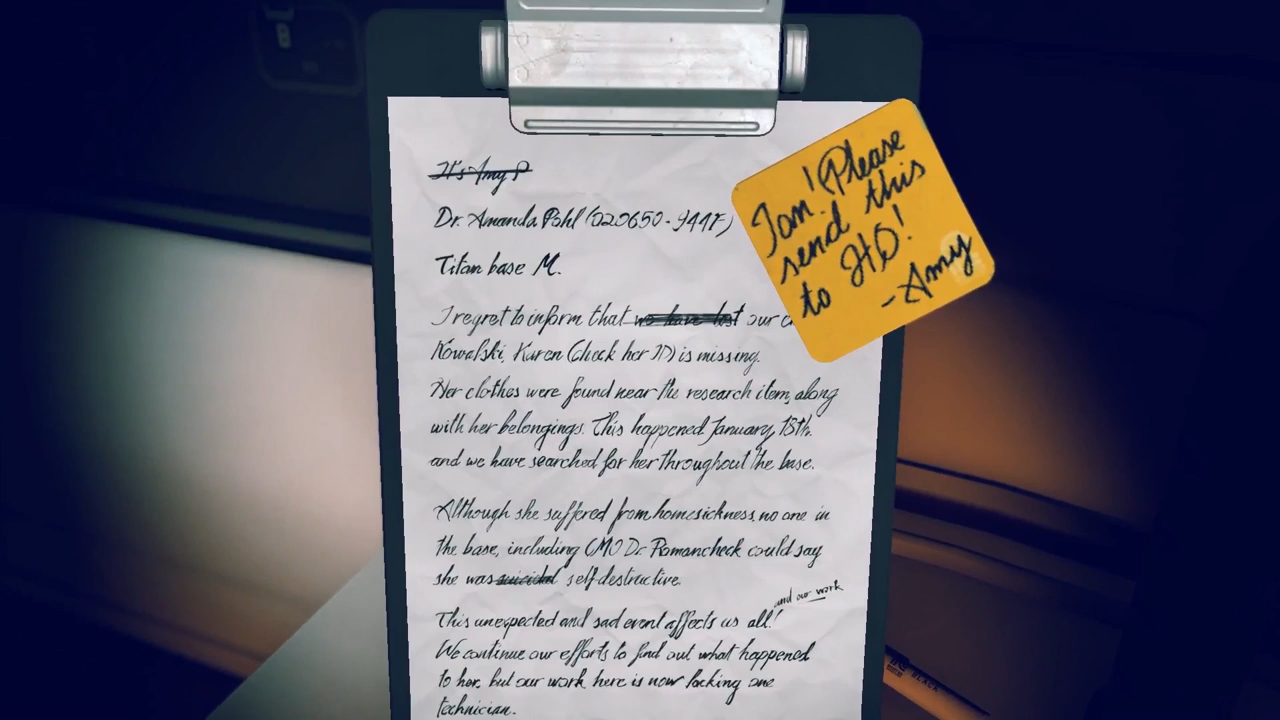 It's Amy P
Dr. Amanda Pohl (020650-944F)
Titan base M.
I regret to inform that we have lost our
Kowalski, Karen (check her ID) is missing.
Her clothes were found near the research item, along
with her belongings. This happened January 18th.
and we have searched for her throughout the base.
Although she suffered from homesickness, no one in
the base, including CMO Dr. Romancheck could say
she was suicidal self-destructive.
and our work
This unexpected and sad event affects us all!
We continue our efforts to find out what happened
to her, but our work here is now lacking one
technician.
Ian! Please
send this
to HQ!
-Amy
BLACK